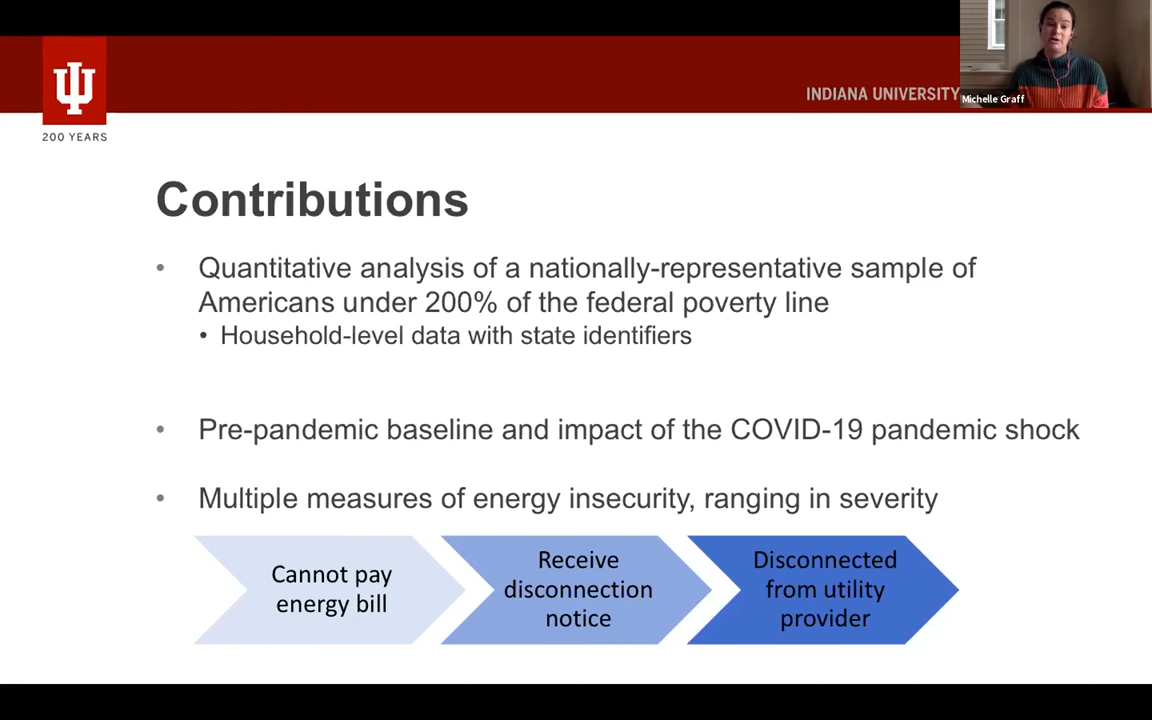 INDIANA UNIVERSITY
Michelle Graff
200 YEARS
Contributions
• Quantitative analysis of a nationally-representative sample of
Americans under 200% of the federal poverty line
• Household-level data with state identifiers
• Pre-pandemic baseline and impact of the COVID-19 pandemic shock
• Multiple measures of energy insecurity, ranging in severity
Cannot pay
energy bill
Receive
disconnection
notice
Disconnected
from utility
provider